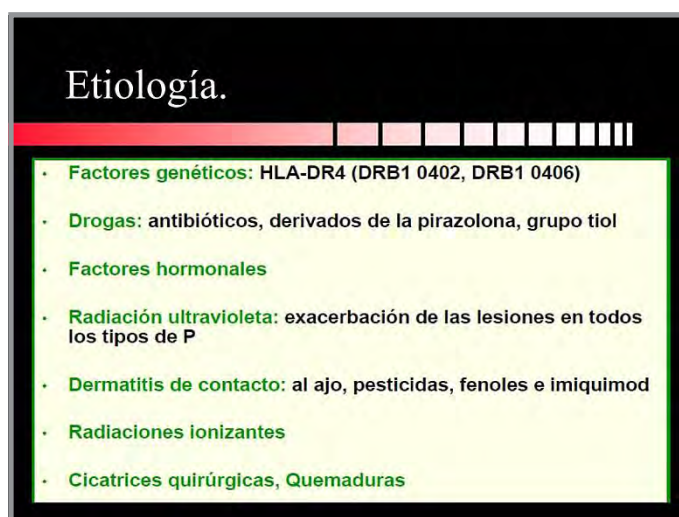 Etiología.
• Factores genéticos: HLA-DR4 (DRB1 0402, DRB1 0406)
• Drogas: antibióticos, derivados de la pirazolona, grupo tiol
• Factores hormonales
• Radiación ultravioleta: exacerbación de las lesiones en todos
los tipos de P
• Dermatitis de contacto: al ajo, pesticidas, fenoles e imiquimod
• Radiaciones ionizantes
• Cicatrices quirúrgicas, Quemaduras